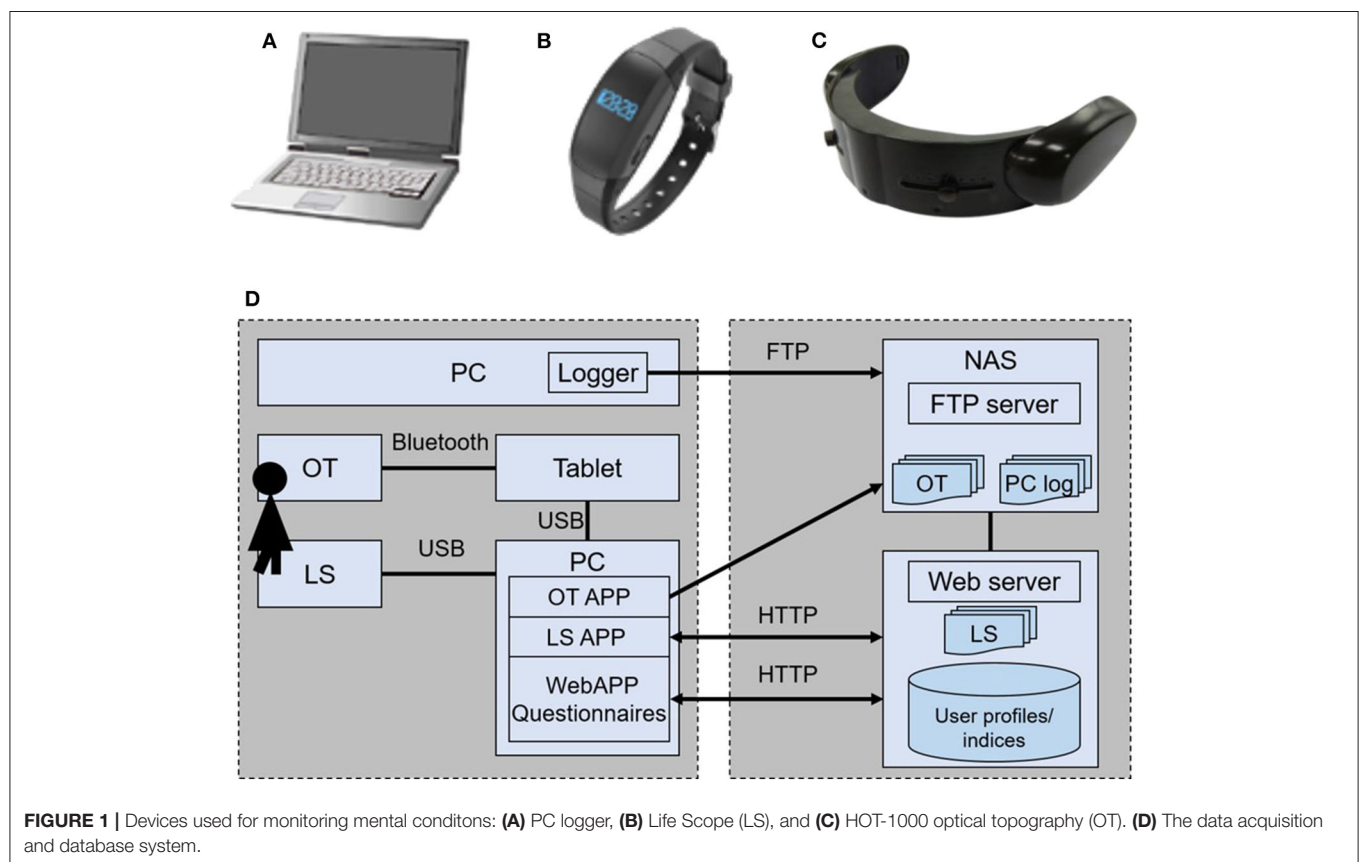 A
B
C
D
PC
Logger
FTP
NAS
FTP server
OT
Bluetooth
Tablet
OT
PC log
USB
LS
USB
PC
OT APP
LS APP
WebAPP
Questionnaires
HTTP
HTTP
Web server
LS
User profiles/
indices
FIGURE 1 | Devices used for monitoring mental conditons: (A) PC logger, (B) Life Scope (LS), and (C) HOT-1000 optical topography (OT). (D) The data acquisition
and database system.